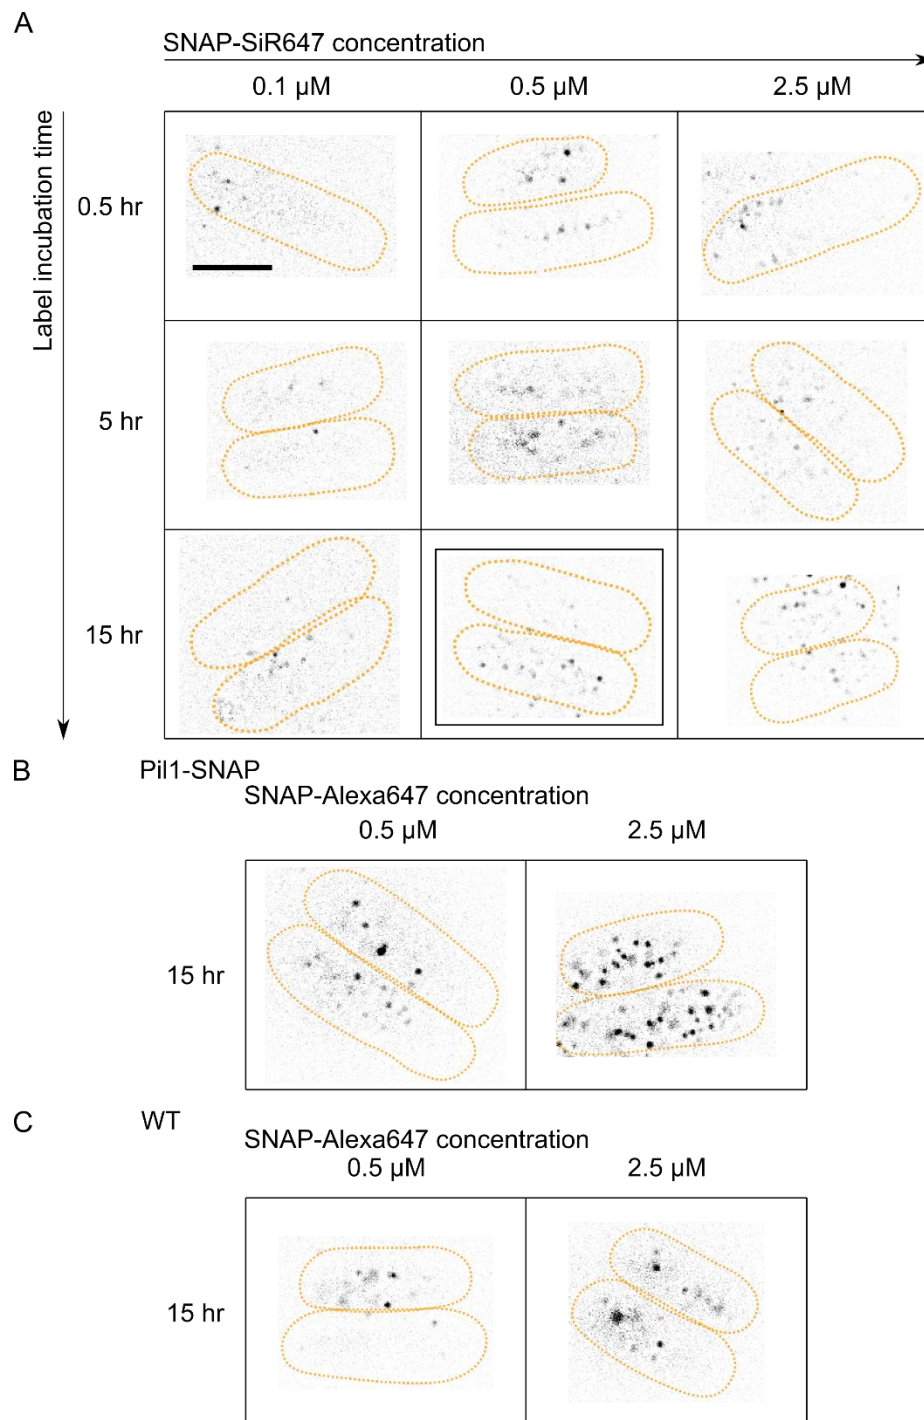 A
SNAP-SiR647 concentration
0.1 µM 0.5 µM 2.5 µM
Label incubation time
0.5 hr
5 hr
15 hr
B Pil1-SNAP
SNAP-Alexa647 concentration
0.5 µM 2.5 µM
15 hr
C WT
SNAP-Alexa647 concentration
0.5 µM 2.5 µM
15 hr